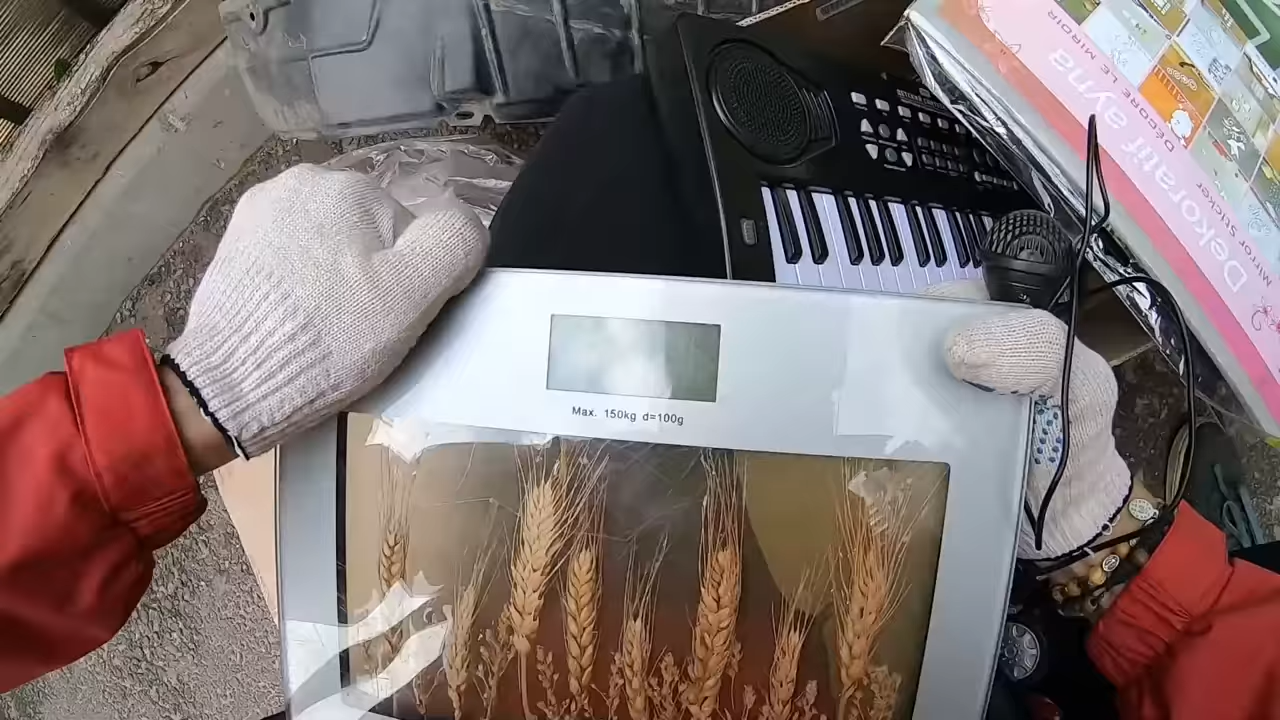 Max. 150kg d=100g
DÉCORE LE MIROIR
Dekoratif ayna
MIRROR STICKER